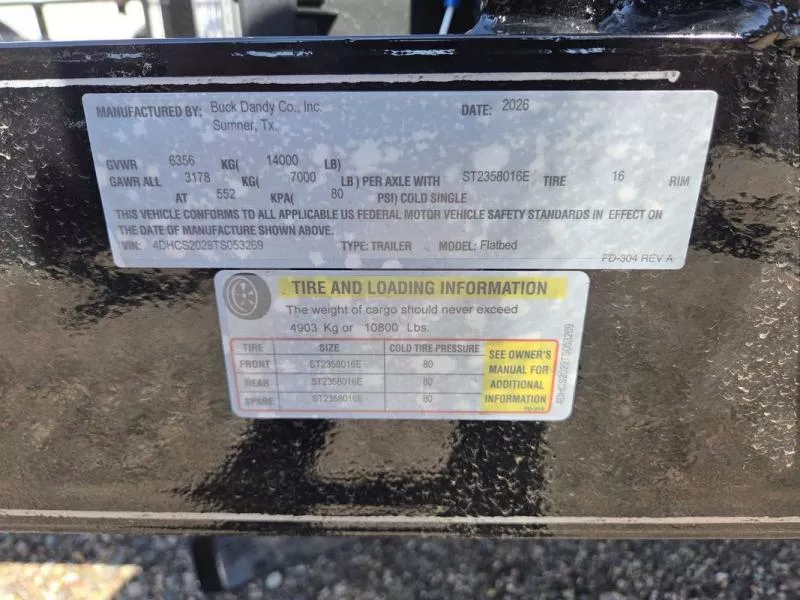 MANUFACTURED BY: Buck Dandy Co., Inc. DATE: 2026
Sumner, Tx.
GVWR 6356 KG( 14000 LB)
GAWR ALL 3178 KG( 7000 LB) PER AXLE WITH ST2358016E TIRE 16 RIM
AT 552 KPA( 80 PSI) COLD SINGLE
THIS VEHICLE CONFORMS TO ALL APPLICABLE US FEDERAL MOTOR VEHICLE SAFETY STANDARDS IN EFFECT ON
THE DATE OF MANUFACTURE SHOWN ABOVE.
VIN: 4DHCS2029TS053269 TYPE: TRAILER MODEL: Flatbed
FD-304 REV A
TIRE AND LOADING INFORMATION
The weight of cargo should never exceed
4903 Kg or 10800 Lbs.
TIRE SIZE COLD TIRE PRESSURE
FRONT ST2358016E 80
REAR ST2358016E 80
SPARE ST2358016E 80
SEE OWNER'S
MANUAL FOR
ADDITIONAL
INFORMATION
4DHCS2029TS053269